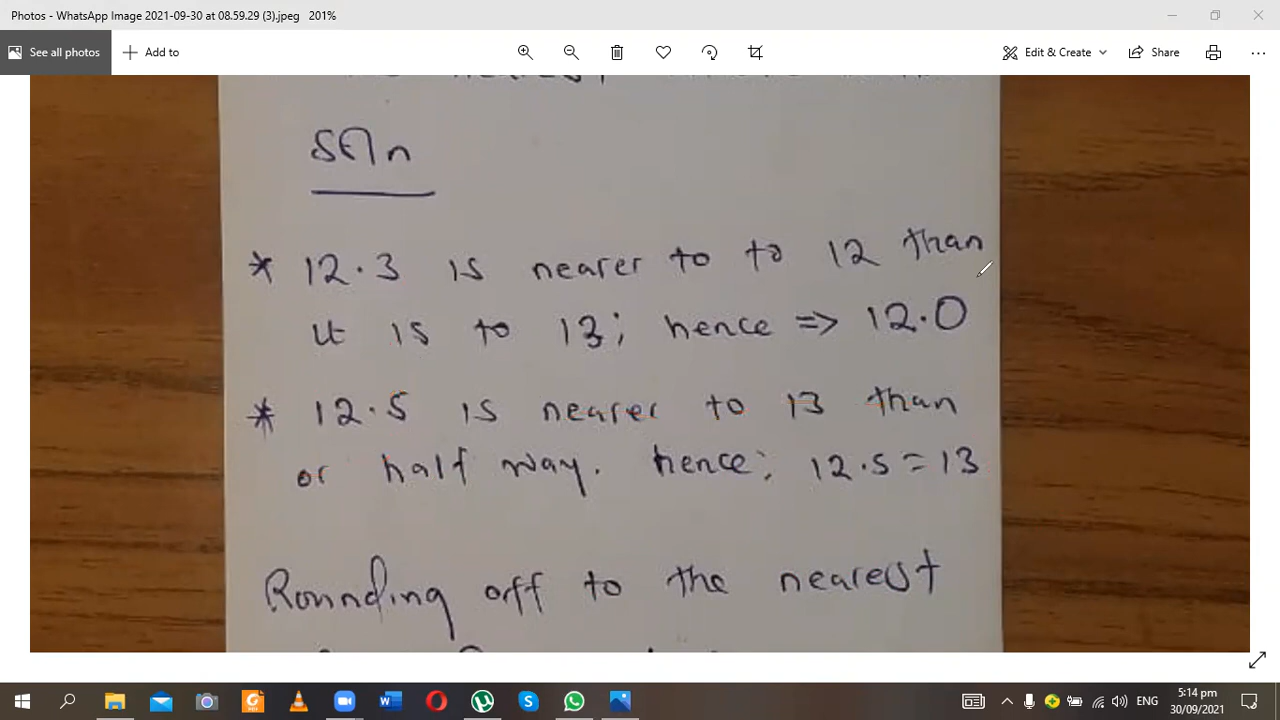 Photos - WhatsApp Image 2021-09-30 at 08.59.29 (3).jpeg 201%
See all photos
Add to
Edit & Create
Share
Soln
* 12.3 is nearer to to 12 than
it is to 13; hence => 12.0
* 12.5 is nearer to 13 than
or half way. hence; 12.5 = 13
Rounding off to the nearest
ENG
5:14 pm
30/09/2021